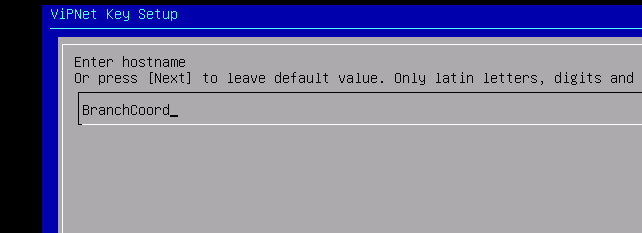 ViPNet Key Setup
Enter hostname
Or press [Next] to leave default value. Only latin letters, digits and
BranchCoord_